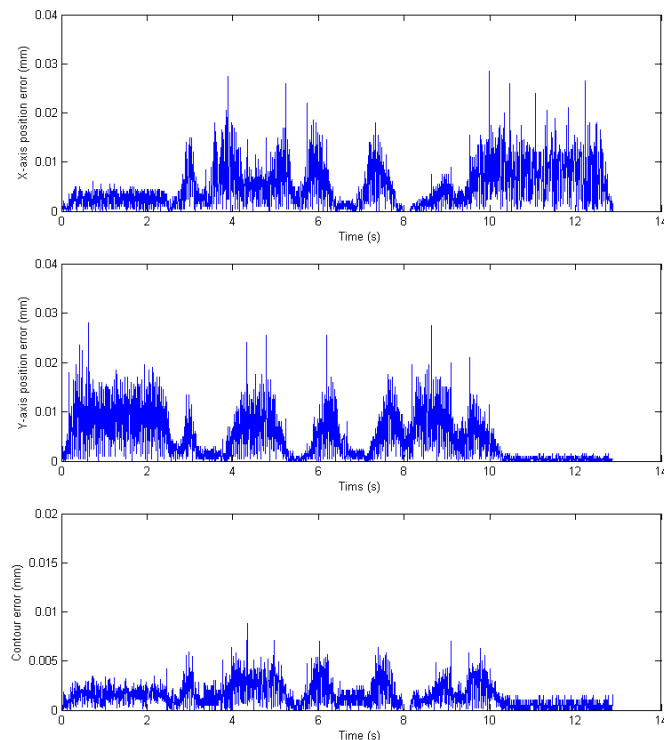 0.04
0.03
0.02
0.01
0
X-axis position error (mm)
0 2 4 6 8 10 12 14
Time (s)
0.04
0.03
0.02
0.01
0
Y-axis position error (mm)
0 2 4 6 8 10 12 14
Tims (s)
0.02
0.015
0.01
0.005
0
Contour error (mm)
0 2 4 6 8 10 12 14
Time (s)